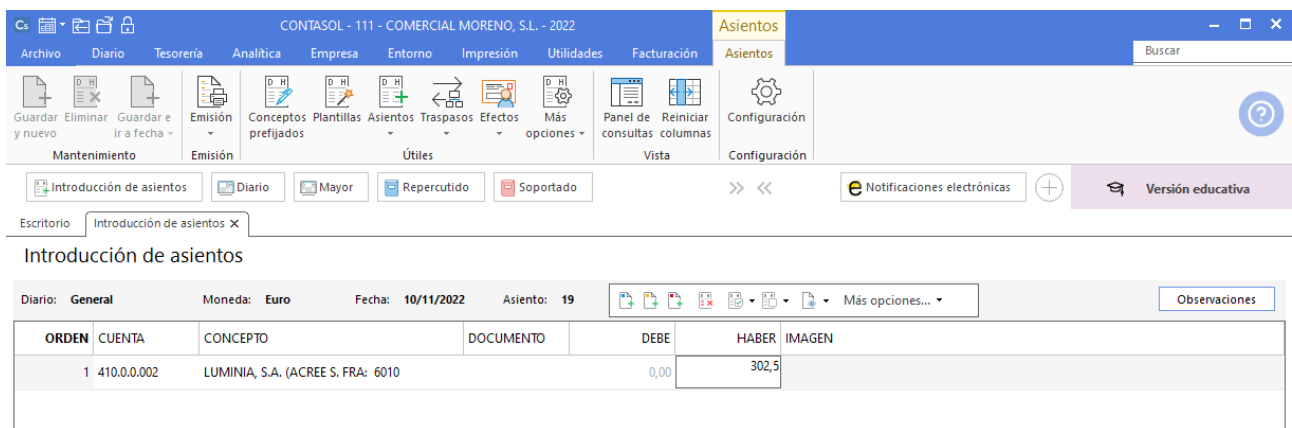 Cs CONTASOL - 111 - COMERCIAL MORENO, S.L. - 2022 Asientos
Archivo Diario Tesorería Analítica Empresa Entorno Impresión Utilidades Facturación Asientos Buscar
D H D H D H D H D H
Guardar Eliminar Guardar e Emisión Conceptos Plantillas Asientos Traspasos Efectos Más Panel de Reiniciar Configuración
y nuevo ir a fecha prefijados opciones consultas columnas
Mantenimiento Emisión Útiles Vista Configuración
Introducción de asientos Diario Mayor Repercutido Soportado e Notificaciones electrónicas Versión educativa
Escritorio Introducción de asientos X
Introducción de asientos
Diario: General Moneda: Euro Fecha: 10/11/2022 Asiento: 19 Más opciones... Observaciones
ORDEN CUENTA CONCEPTO DOCUMENTO DEBE HABER IMAGEN
1 410.0.0.002 LUMINIA, S.A. (ACREE S. FRA: 6010 0,00 302,5